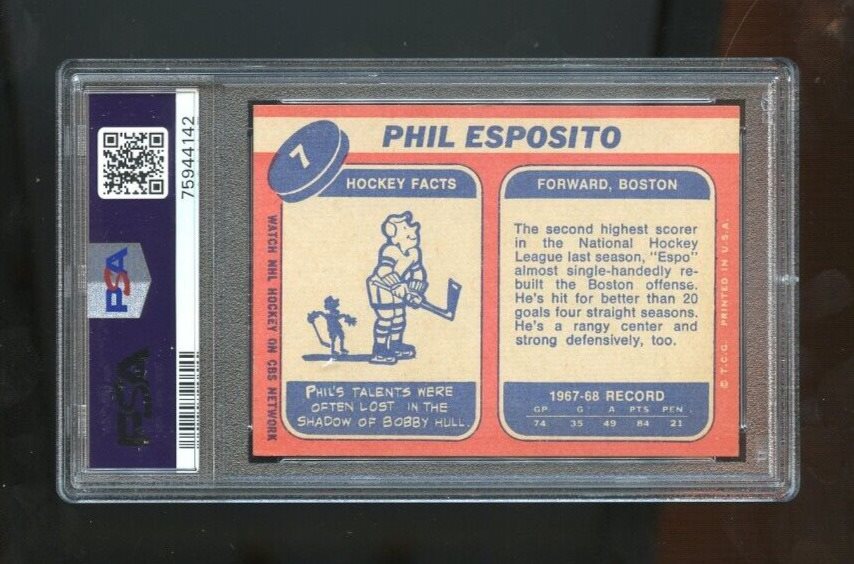 75944142
PSA
PSA
7
PHIL ESPOSITO
HOCKEY FACTS
WATCH NHL HOCKEY ON CBS NETWORK
PHIL'S TALENTS WERE
OFTEN LOST IN THE
SHADOW OF BOBBY HULL.
FORWARD, BOSTON
The second highest scorer
in the National Hockey
League last season, "Espo"
almost single-handedly re-
built the Boston offense.
He's hit for better than 20
goals four straight seasons.
He's a rangy center and
strong defensively, too.
1967-68 RECORD
GP G A PTS PEN.
74 35 49 84 21
© T.C.G. PRINTED IN U.S.A.